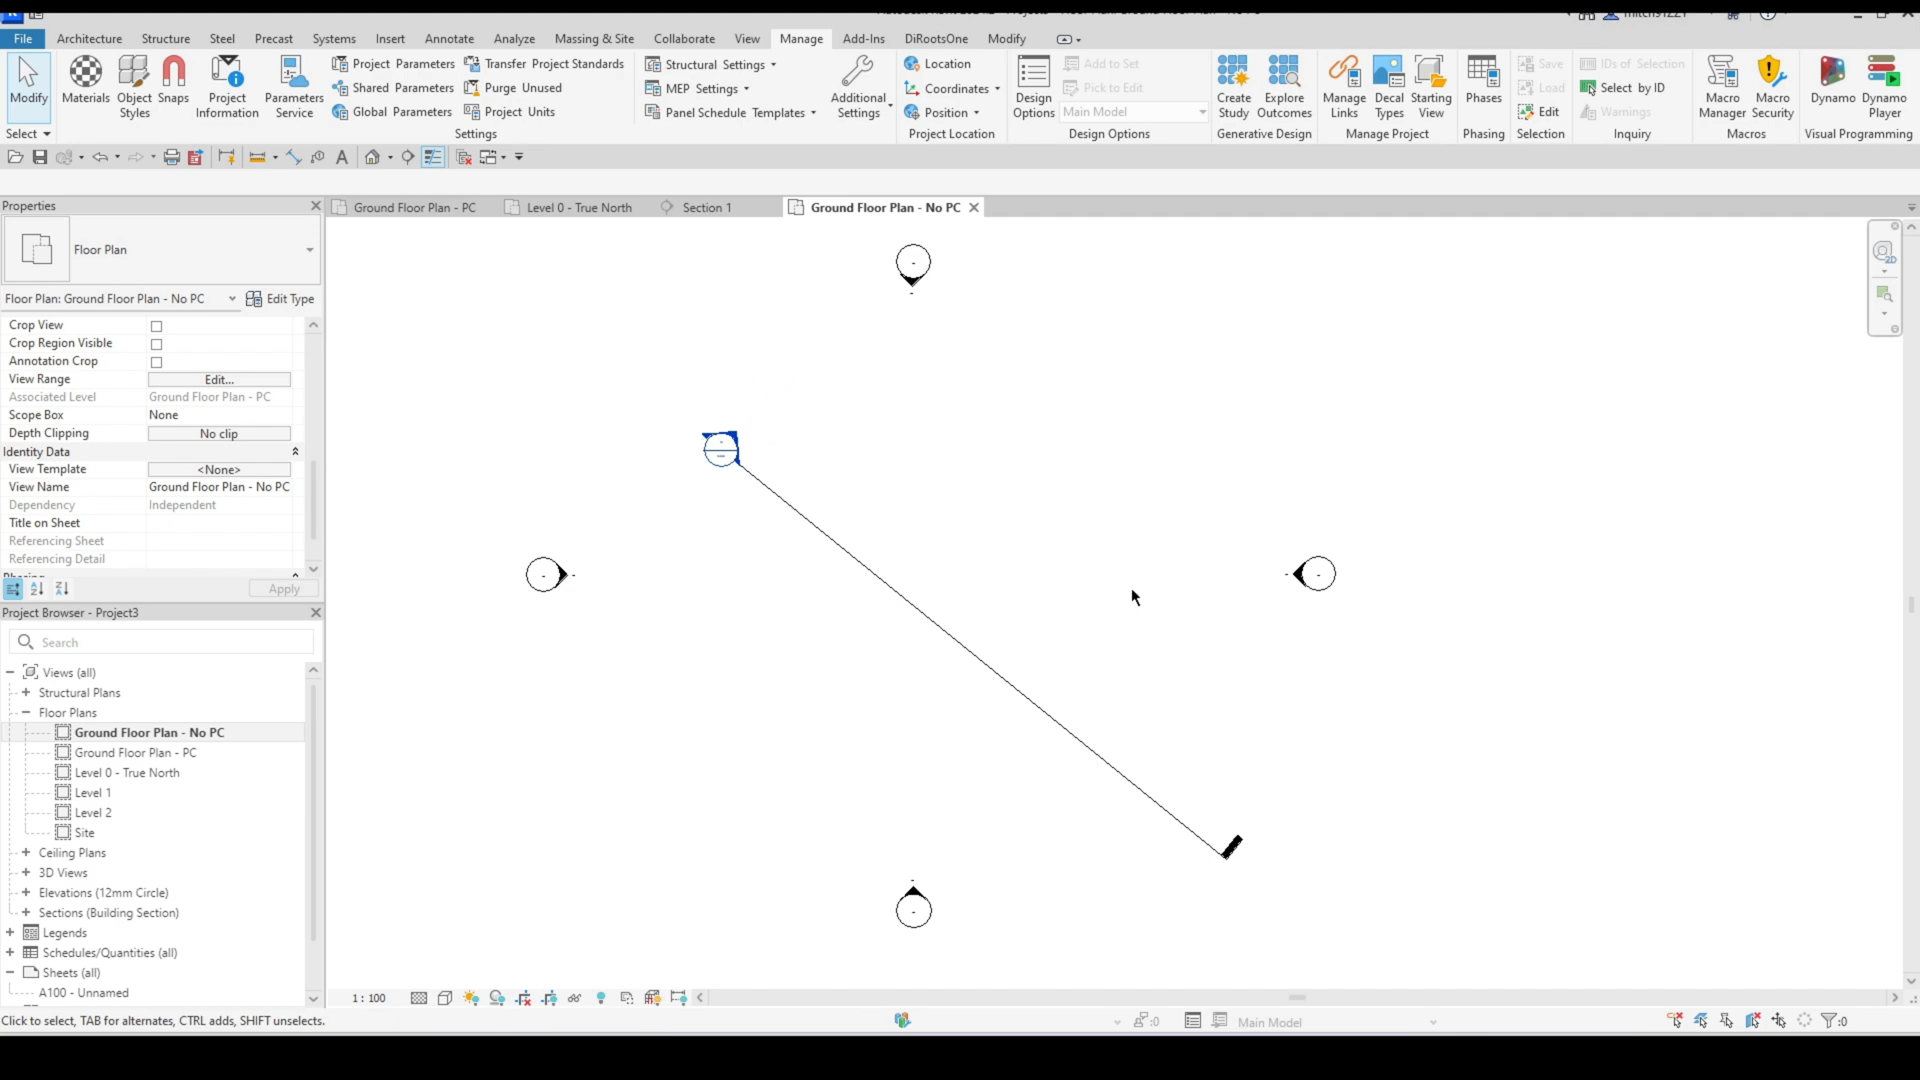 mitch91221
File Architecture Structure Steel Precast Systems Insert Annotate Analyze Massing & Site Collaborate View Manage Add-Ins DiRootsOne Modify
Modify
Materials
Object Styles
Snaps
Project Information
Parameters Service
Project Parameters
Shared Parameters
Global Parameters
Transfer Project Standards
Purge Unused
Project Units
Structural Settings
MEP Settings
Panel Schedule Templates
Additional Settings
Location
Coordinates
Position
Design Options
Add to Set
Pick to Edit
Main Model
Create Study
Explore Outcomes
Manage Links
Decal Types
Starting View
Phases
Save
Load
Edit
IDs of Selection
Select by ID
Warnings
Macro Manager
Macro Security
Dynamo
Dynamo Player
Select Settings Project Location Design Options Generative Design Manage Project Phasing Selection Inquiry Macros Visual Programming
Properties
Ground Floor Plan - PC Level 0 - True North Section 1 Ground Floor Plan - No PC
Floor Plan
Floor Plan: Ground Floor Plan - No PC Edit Type
Crop View
Crop Region Visible
Annotation Crop
View Range Edit...
Associated Level Ground Floor Plan - PC
Scope Box None
Depth Clipping No clip
Identity Data
View Template <None>
View Name Ground Floor Plan - No PC
Dependency Independent
Title on Sheet
Referencing Sheet
Referencing Detail
Apply
Project Browser - Project3
Search
Views (all)
Structural Plans
Floor Plans
Ground Floor Plan - No PC
Ground Floor Plan - PC
Level 0 - True North
Level 1
Level 2
Site
Ceiling Plans
3D Views
Elevations (12mm Circle)
Sections (Building Section)
Legends
Schedules/Quantities (all)
Sheets (all)
A100 - Unnamed
1 : 100
Click to select, TAB for alternates, CTRL adds, SHIFT unselects.
:0
Main Model
:0
2D